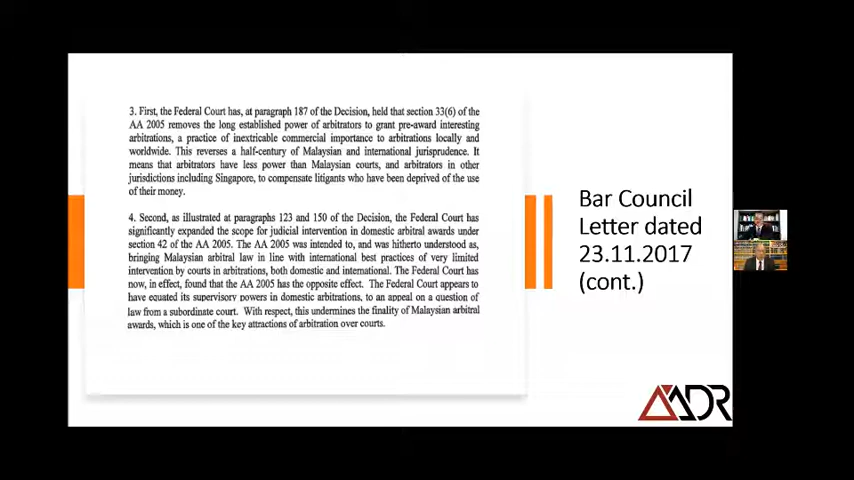 3. First, the Federal Court has, at paragraph 187 of the Decision, held that section 33(6) of the
AA 2005 removes the long established power of arbitrators to grant pre-award interesting
arbitrations, a practice of inextricable commercial importance to arbitrations locally and
worldwide. This reverses a half-century of Malaysian and international jurisprudence. It
means that arbitrators have less power than Malaysian courts, and arbitrators in other
jurisdictions including Singapore, to compensate litigants who have been deprived of the use
of their money.
4. Second, as illustrated at paragraphs 123 and 150 of the Decision, the Federal Court has
significantly expanded the scope for judicial intervention in domestic arbitral awards under
section 42 of the AA 2005. The AA 2005 was intended to, and was hitherto understood as,
bringing Malaysian arbitral law in line with international best practices of very limited
intervention by courts in arbitrations, both domestic and international. The Federal Court has
now, in effect, found that the AA 2005 has the opposite effect. The Federal Court appears to
have equated its supervisory powers in domestic arbitrations, to an appeal on a question of
law from a subordinate court. With respect, this undermines the finality of Malaysian arbitral
awards, which is one of the key attractions of arbitration over courts.
Bar Council
Letter dated
23.11.2017
(cont.)
AADR